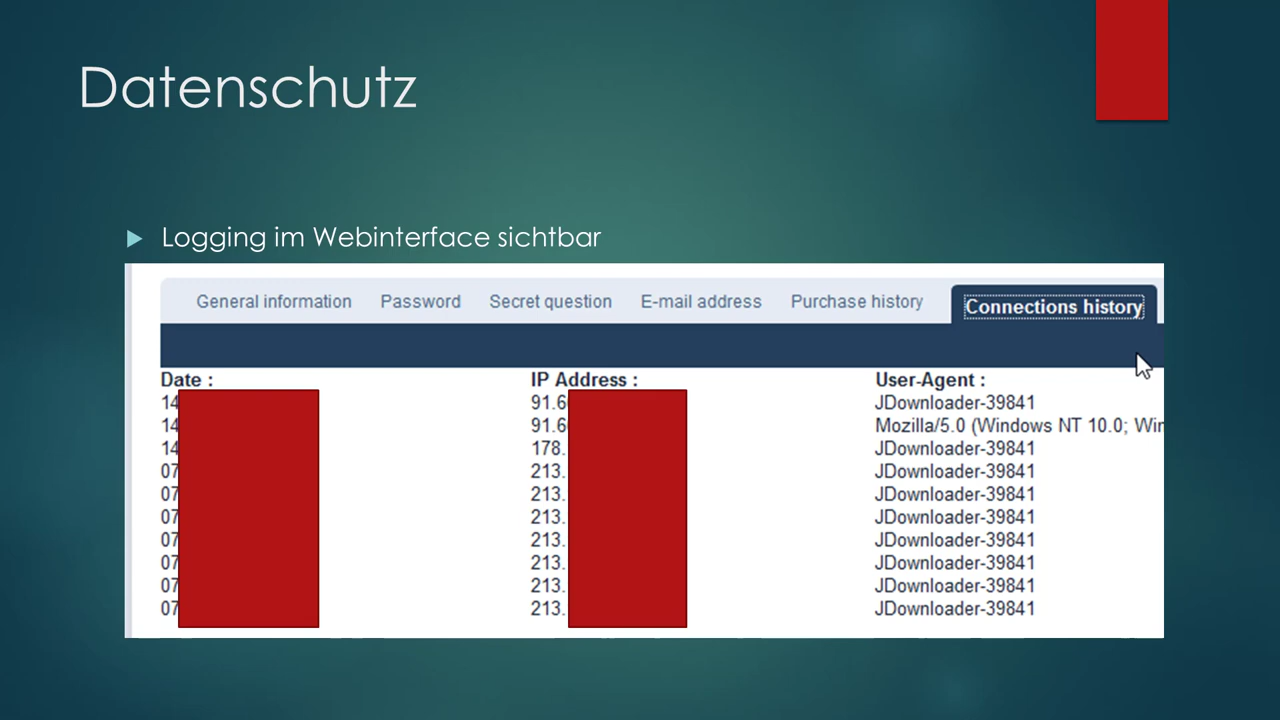 Datenschutz
Logging im Webinterface sichtbar
General information Password Secret question E-mail address Purchase history Connections history
Date : IP Address : User-Agent :
14 91.6 JDownloader-39841
14 91.6 Mozilla/5.0 (Windows NT 10.0; Wir
14 178. JDownloader-39841
07 213. JDownloader-39841
07 213. JDownloader-39841
07 213. JDownloader-39841
07 213. JDownloader-39841
07 213. JDownloader-39841
07 213. JDownloader-39841
07 213. JDownloader-39841